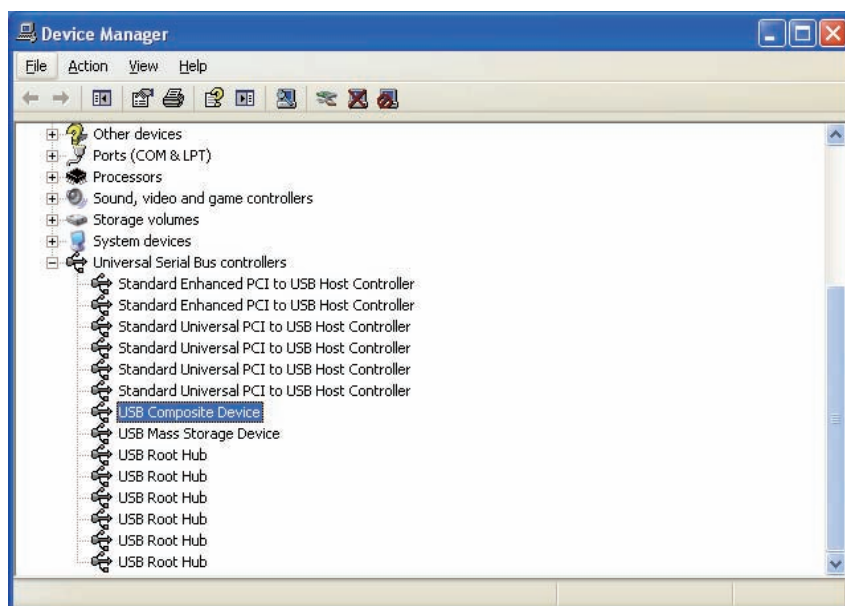 Device Manager
File Action View Help
Other devices
Ports (COM & LPT)
Processors
Sound, video and game controllers
Storage volumes
System devices
Universal Serial Bus controllers
Standard Enhanced PCI to USB Host Controller
Standard Enhanced PCI to USB Host Controller
Standard Universal PCI to USB Host Controller
Standard Universal PCI to USB Host Controller
Standard Universal PCI to USB Host Controller
Standard Universal PCI to USB Host Controller
USB Composite Device
USB Mass Storage Device
USB Root Hub
USB Root Hub
USB Root Hub
USB Root Hub
USB Root Hub
USB Root Hub